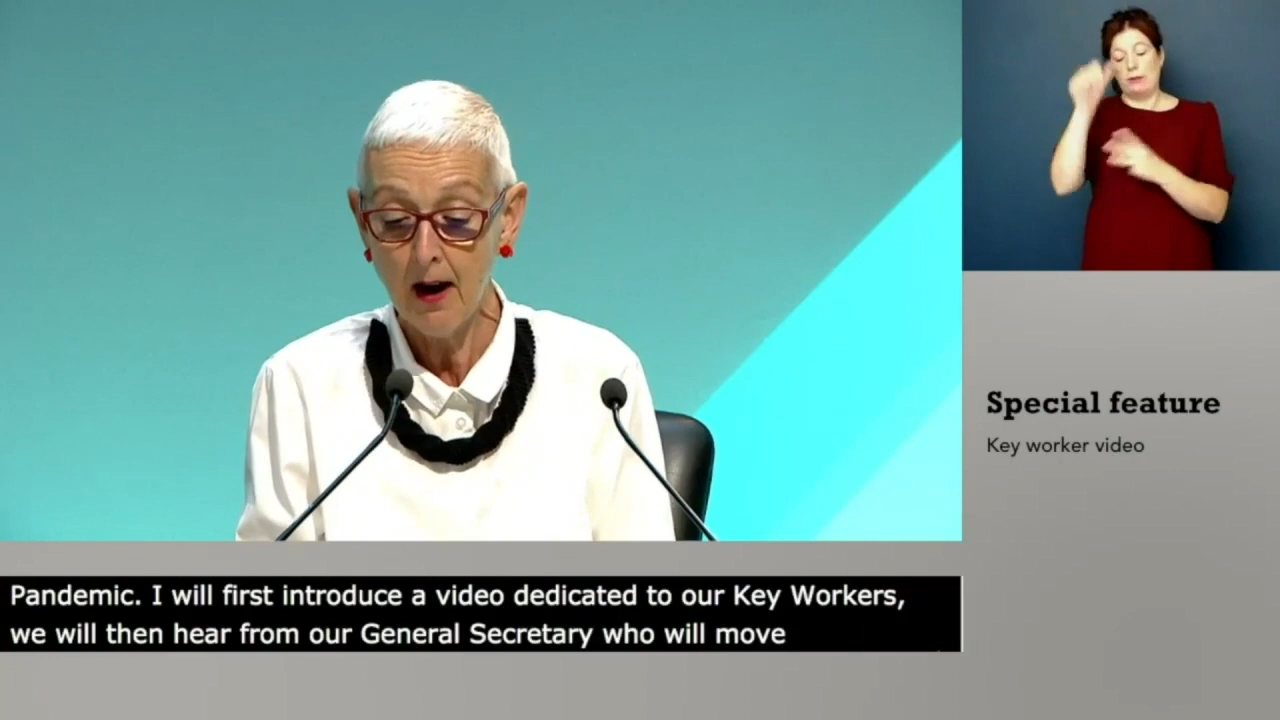 Special feature
Key worker video
Pandemic. I will first introduce a video dedicated to our Key Workers,
we will then hear from our General Secretary who will move